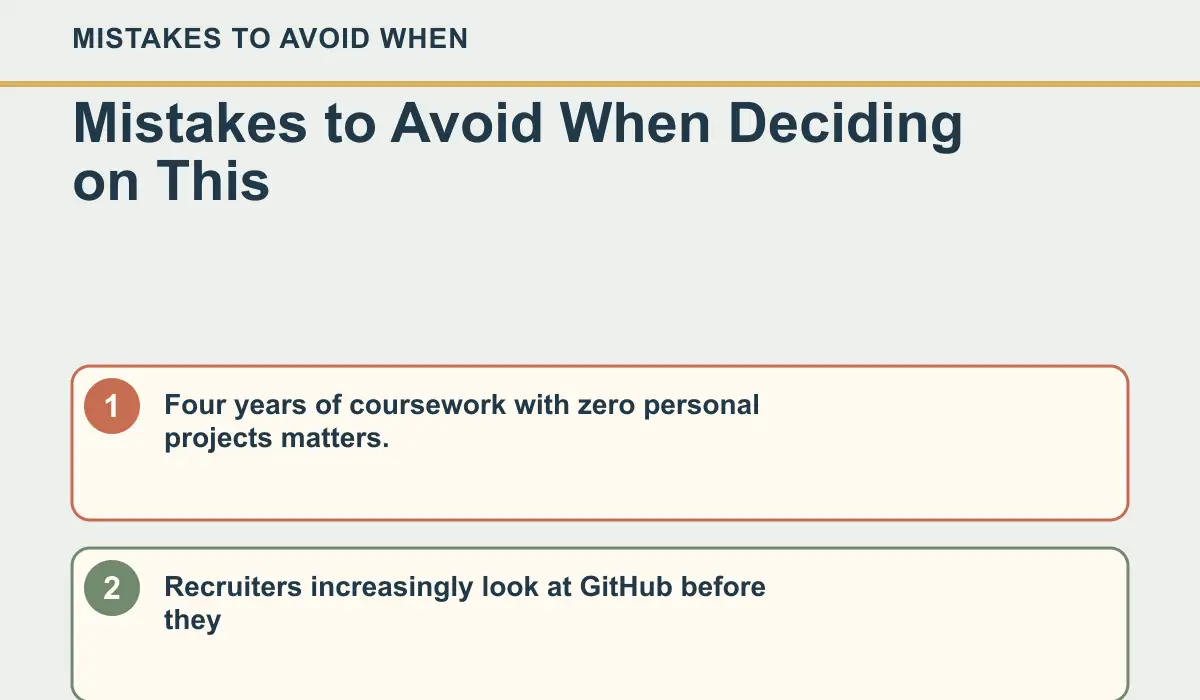 MISTAKES TO AVOID WHEN
Mistakes to Avoid When Deciding
on This
1
Four years of coursework with zero personal
projects matters.
2
Recruiters increasingly look at GitHub before
they